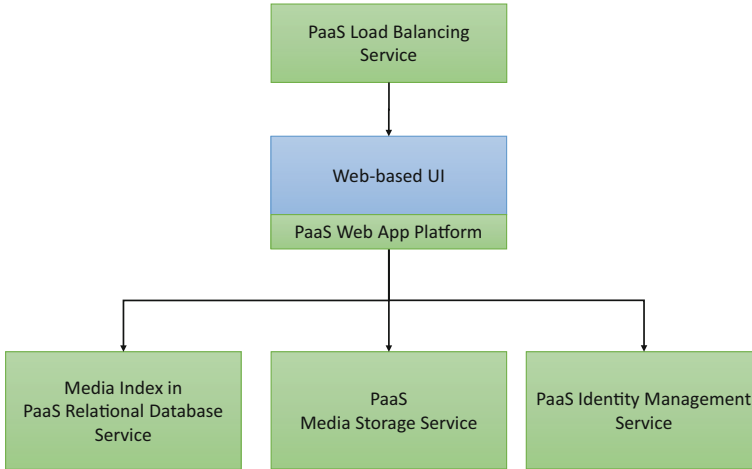 PaaS Load Balancing
Service
Web-based UI
PaaS Web App Platform
Media Index in
PaaS Relational Database
Service
PaaS
Media Storage Service
PaaS Identity Management
Service